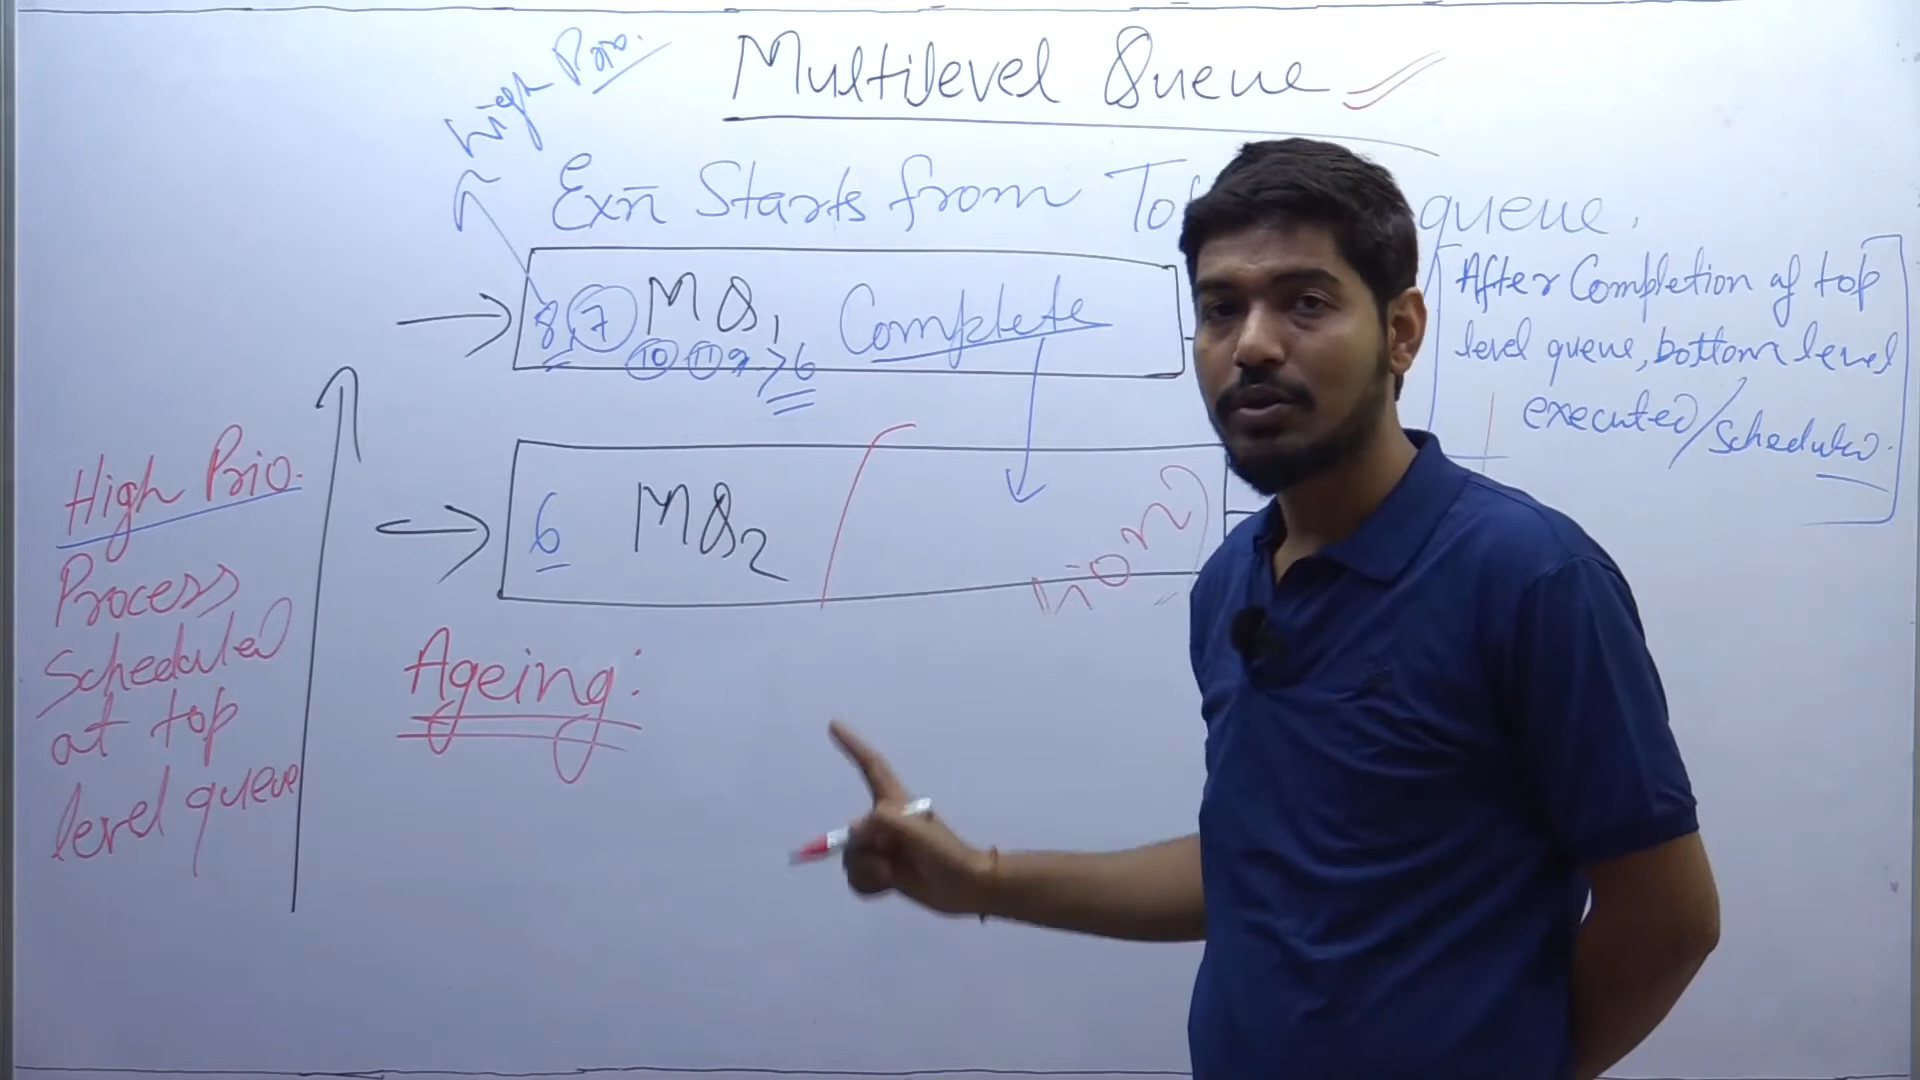 Multilevel Queue
High Prio.
Exn Starts from To queue.
8, 7 MQ1 Complete
10 11 9 > 6
After Completion of top
level queue, bottom level
executed/scheduled.
6 MQ2
High Prio.
Process
Scheduled
at top
level queue
Ageing: